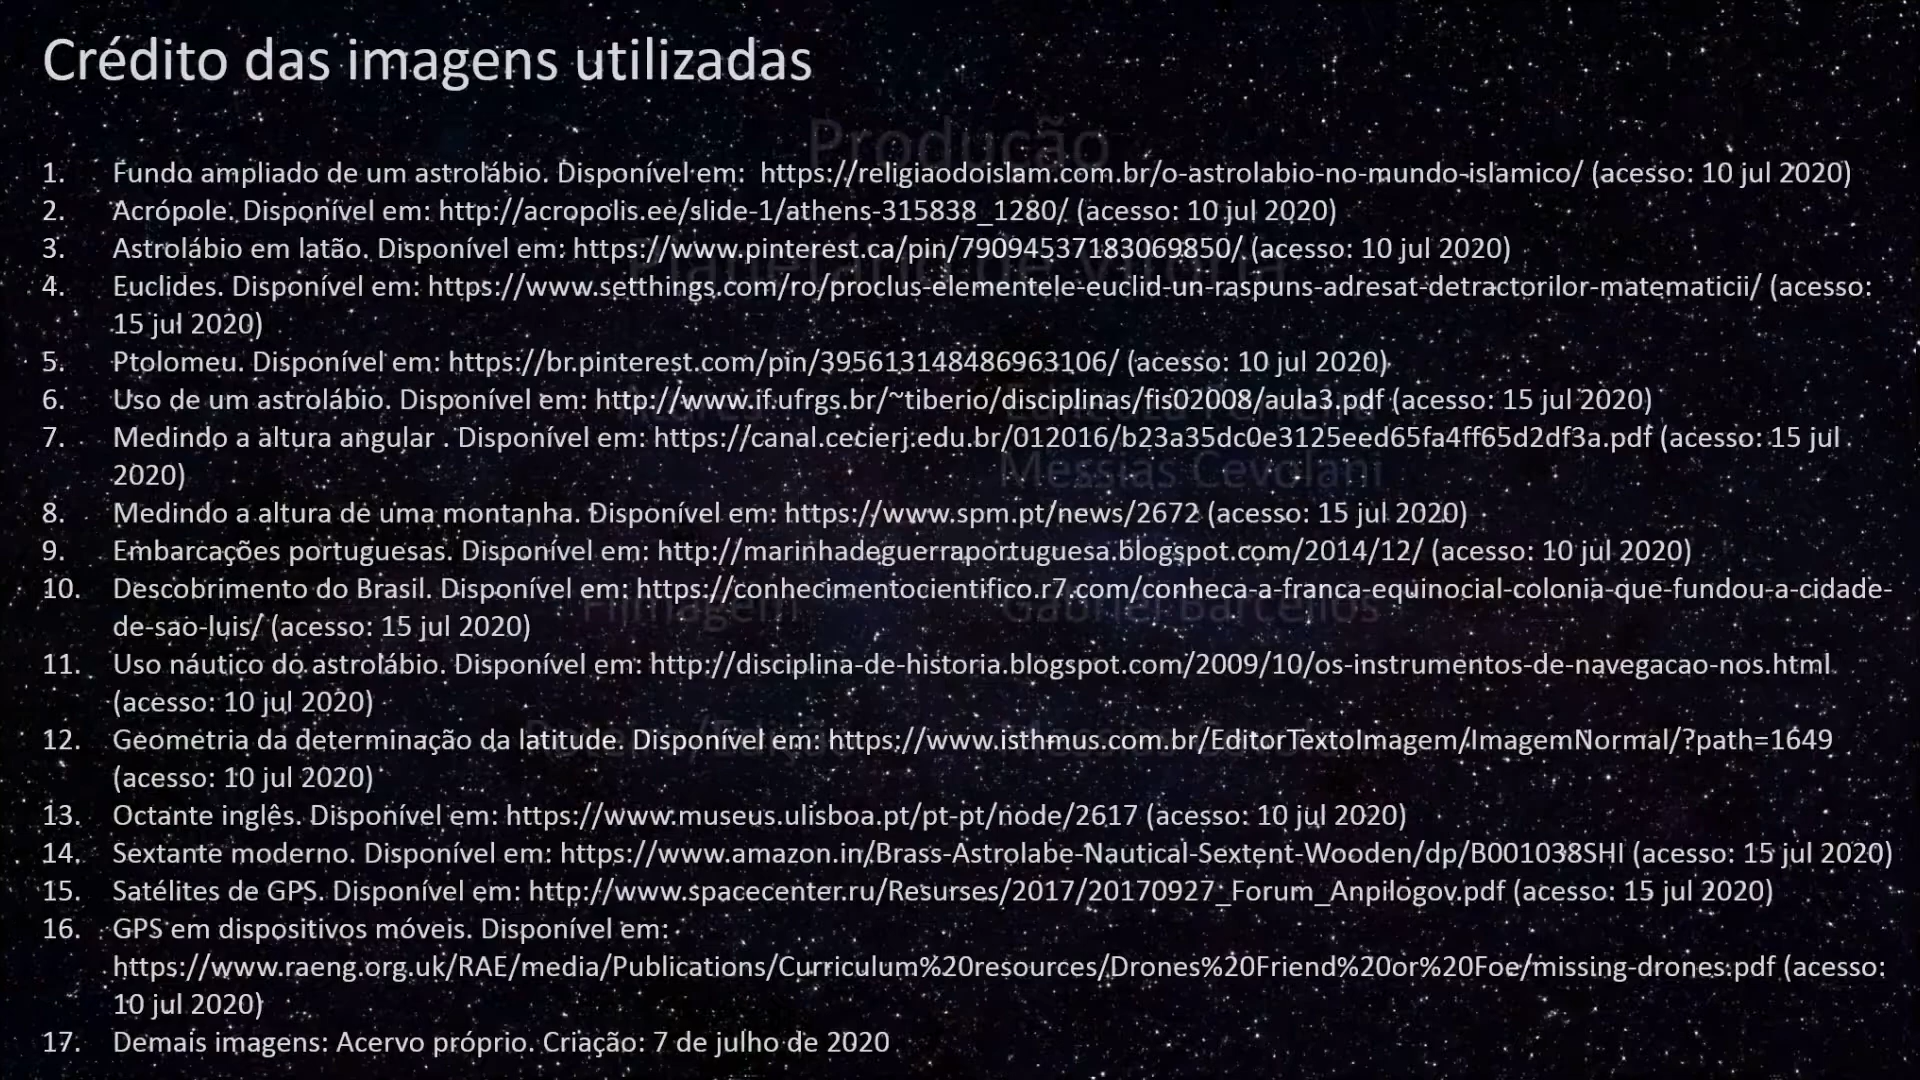 Crédito das imagens utilizadas
Produção
1. Fundo ampliado de um astrolábio. Disponível em: https://religiaodoislam.com.br/o-astrolabio-no-mundo-islamico/ (acesso: 10 jul 2020)
2. Acrópole. Disponível em: http://acropolis.ee/slide-1/athens-315838_1280/ (acesso: 10 jul 2020)
3. Astrolábio em latão. Disponível em: https://www.pinterest.ca/pin/79094537183069850/ (acesso: 10 jul 2020)
4. Euclides. Disponível em: https://www.setthings.com/ro/proclus-elementele-euclid-un-raspuns-adresat-detractorilor-matematicii/ (acesso:
15 jul 2020)
5. Ptolomeu. Disponível em: https://br.pinterest.com/pin/395613148486963106/ (acesso: 10 jul 2020)
6. Uso de um astrolábio. Disponível em: http://www.if.ufrgs.br/~tiberio/disciplinas/fis02008/aula3.pdf (acesso: 15 jul 2020)
7. Medindo a altura angular . Disponível em: https://canal.cecierj.edu.br/012016/b23a35dc0e3125eed65fa4ff65d2df3a.pdf (acesso: 15 jul
2020)
Messias Cevolani
8. Medindo a altura de uma montanha. Disponível em: https://www.spm.pt/news/2672 (acesso: 15 jul 2020)
9. Embarcações portuguesas. Disponível em: http://marinhadeguerraportuguesa.blogspot.com/2014/12/ (acesso: 10 jul 2020)
10. Descobrimento do Brasil. Disponível em: https://conhecimentocientifico.r7.com/conheca-a-franca-equinocial-colonia-que-fundou-a-cidade-
Filmagem Gabriel Barcellos
de-sao-luis/ (acesso: 15 jul 2020)
11. Uso náutico do astrolábio. Disponível em: http://disciplina-de-historia.blogspot.com/2009/10/os-instrumentos-de-navegacao-nos.html
(acesso: 10 jul 2020)
12. Geometria da determinação da latitude. Disponível em: https://www.isthmus.com.br/EditorTextoImagem/ImagemNormal/?path=1649
(acesso: 10 jul 2020)
13. Octante inglês. Disponível em: https://www.museus.ulisboa.pt/pt-pt/node/2617 (acesso: 10 jul 2020)
14. Sextante moderno. Disponível em: https://www.amazon.in/Brass-Astrolabe-Nautical-Sextent-Wooden/dp/B001038SHI (acesso: 15 jul 2020)
15. Satélites de GPS. Disponível em: http://www.spacecenter.ru/Resurses/2017/20170927_Forum_Anpilogov.pdf (acesso: 15 jul 2020)
16. GPS em dispositivos móveis. Disponível em:
https://www.raeng.org.uk/RAE/media/Publications/Curriculum%20resources/Drones%20Friend%20or%20Foe/missing-drones.pdf (acesso:
10 jul 2020)
17. Demais imagens: Acervo próprio. Criação: 7 de julho de 2020